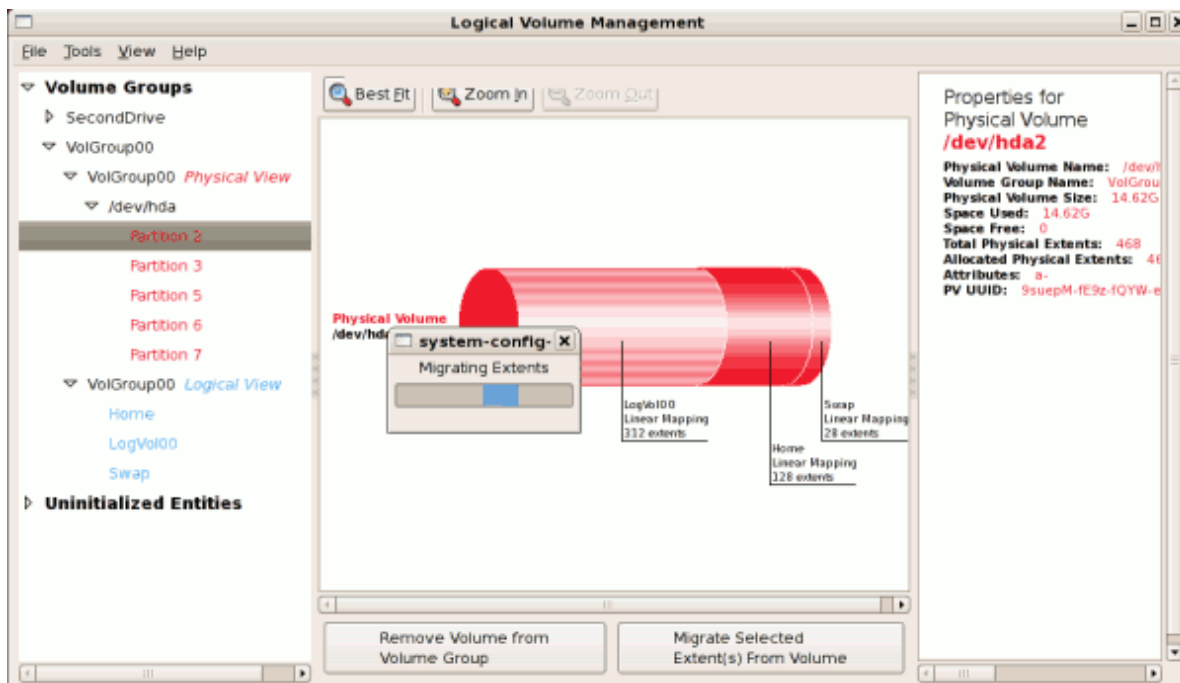 Logical Volume Management
File Tools View Help
Volume Groups
SecondDrive
VolGroup00
VolGroup00 Physical View
/dev/hda
Partition 2
Partition 3
Partition 5
Partition 6
Partition 7
VolGroup00 Logical View
Home
LogVol00
Swap
Uninitialized Entities
Best Fit Zoom In Zoom Out
Physical Volume
/dev/hda
system-config-
Migrating Extents
LogVol00
Linear Mapping
312 extents
Home
Linear Mapping
128 extents
Swap
Linear Mapping
28 extents
Remove Volume from
Volume Group
Migrate Selected
Extent(s) From Volume
Properties for
Physical Volume
/dev/hda2
Physical Volume Name: /dev/
Volume Group Name: VolGrou
Physical Volume Size: 14.62G
Space Used: 14.62G
Space Free: 0
Total Physical Extents: 468
Allocated Physical Extents: 46
Attributes: a-
PV UUID: 9suepM-fE9z-fQYW-e